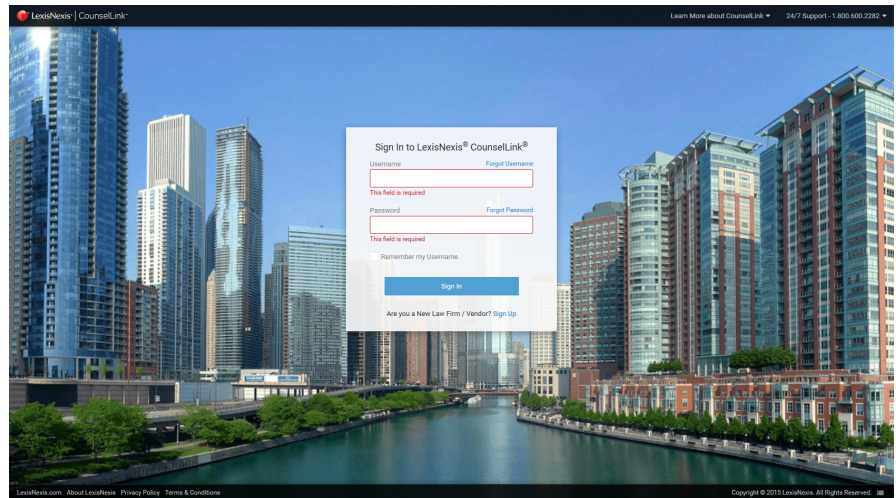 LexisNexis® CounselLink™
Learn More about CounselLink
24/7 Support - 1.800.600.2282
Sign In to LexisNexis® CounselLink®
Username
Forgot Username
This field is required
Password
Forgot Password
This field is required
Remember my Username
Sign In
Are you a New Law Firm / Vendor? Sign Up
LexisNexis.com About LexisNexis Privacy Policy Terms & Conditions
Copyright © 2015 LexisNexis. All Rights Reserved.